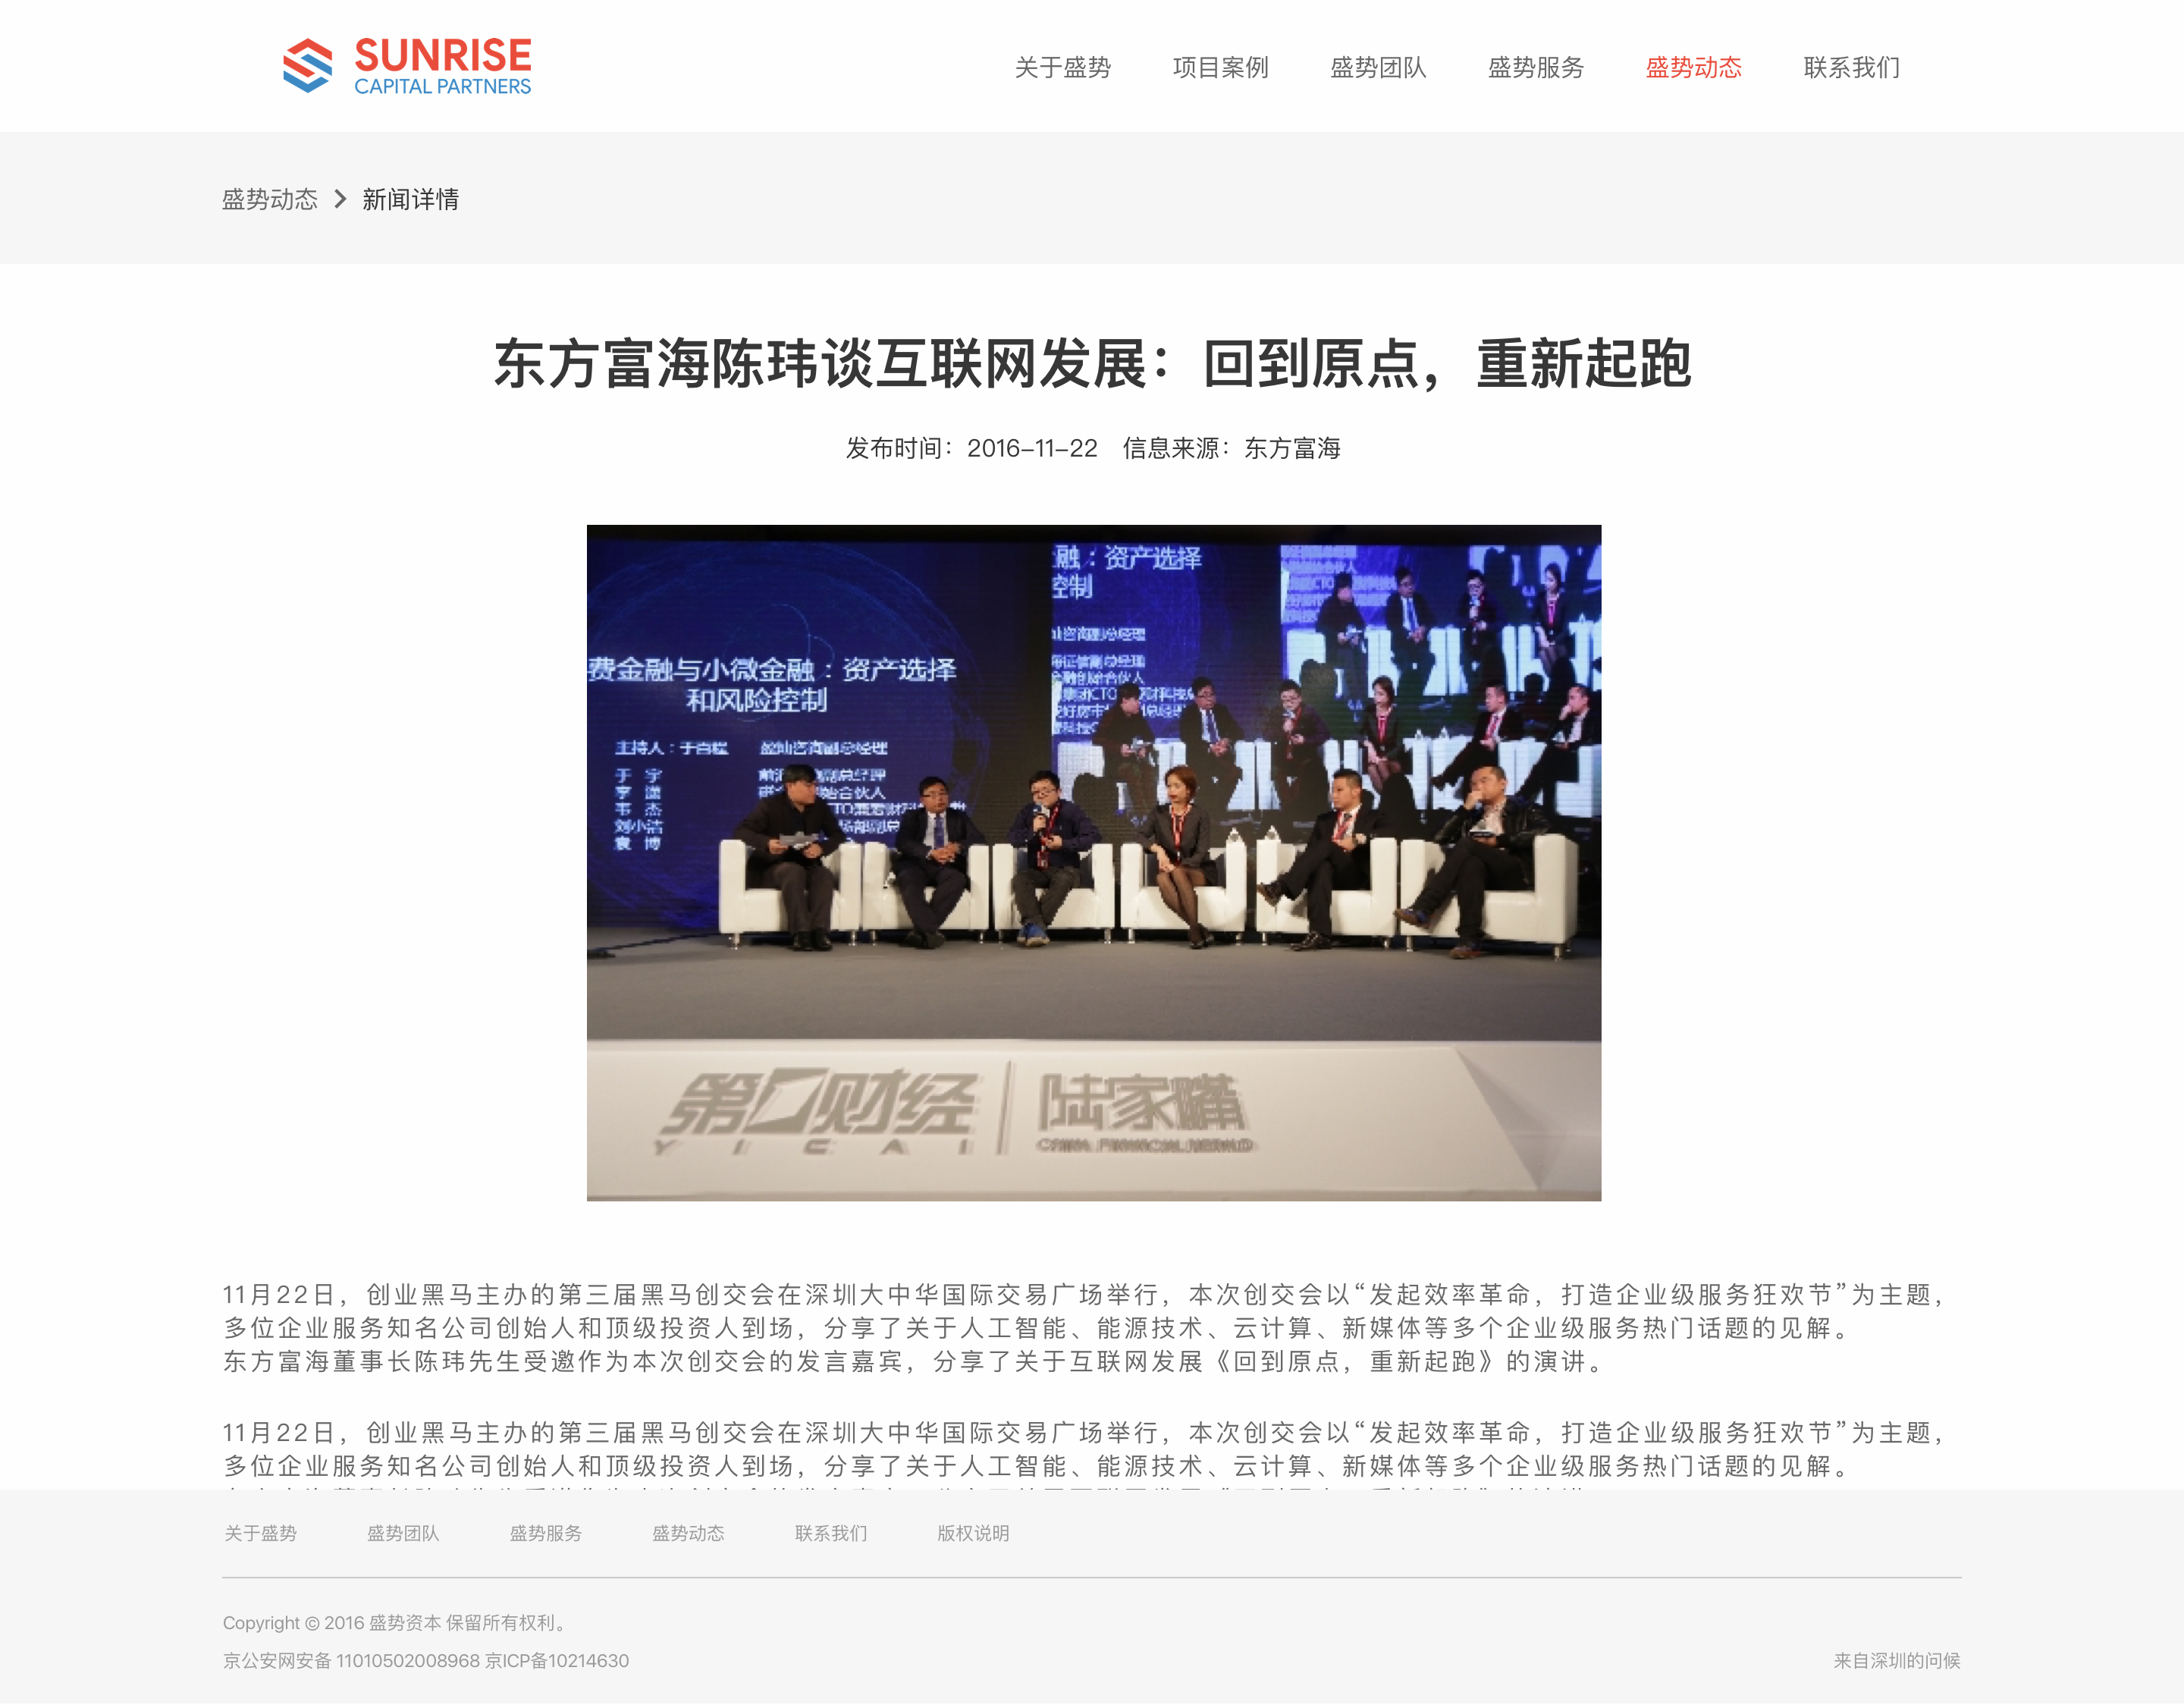 SUNRISE
CAPITAL PARTNERS
关于盛势 项目案例 盛势团队 盛势服务 盛势动态 联系我们
盛势动态 > 新闻详情
东方富海陈玮谈互联网发展：回到原点，重新起跑
发布时间：2016-11-22 信息来源：东方富海
融：资产选择
控制
费金融与小微金融：资产选择
和风险控制
主持人：于百程 盈灿咨询副总经理
于 宇
李 潇
韦 杰
刘小洁
袁 博
第一财经
YICAI
陆家嘴
CHINA FINANCIAL HERALD
11月22日，创业黑马主办的第三届黑马创交会在深圳大中华国际交易广场举行，本次创交会以“发起效率革命，打造企业级服务狂欢节”为主题，
多位企业服务知名公司创始人和顶级投资人到场，分享了关于人工智能、能源技术、云计算、新媒体等多个企业级服务热门话题的见解。
东方富海董事长陈玮先生受邀作为本次创交会的发言嘉宾，分享了关于互联网发展《回到原点，重新起跑》的演讲。
11月22日，创业黑马主办的第三届黑马创交会在深圳大中华国际交易广场举行，本次创交会以“发起效率革命，打造企业级服务狂欢节”为主题，
多位企业服务知名公司创始人和顶级投资人到场，分享了关于人工智能、能源技术、云计算、新媒体等多个企业级服务热门话题的见解。
关于盛势 盛势团队 盛势服务 盛势动态 联系我们 版权说明
Copyright © 2016 盛势资本 保留所有权利。
京公安网安备 11010502008968 京ICP备10214630
来自深圳的问候